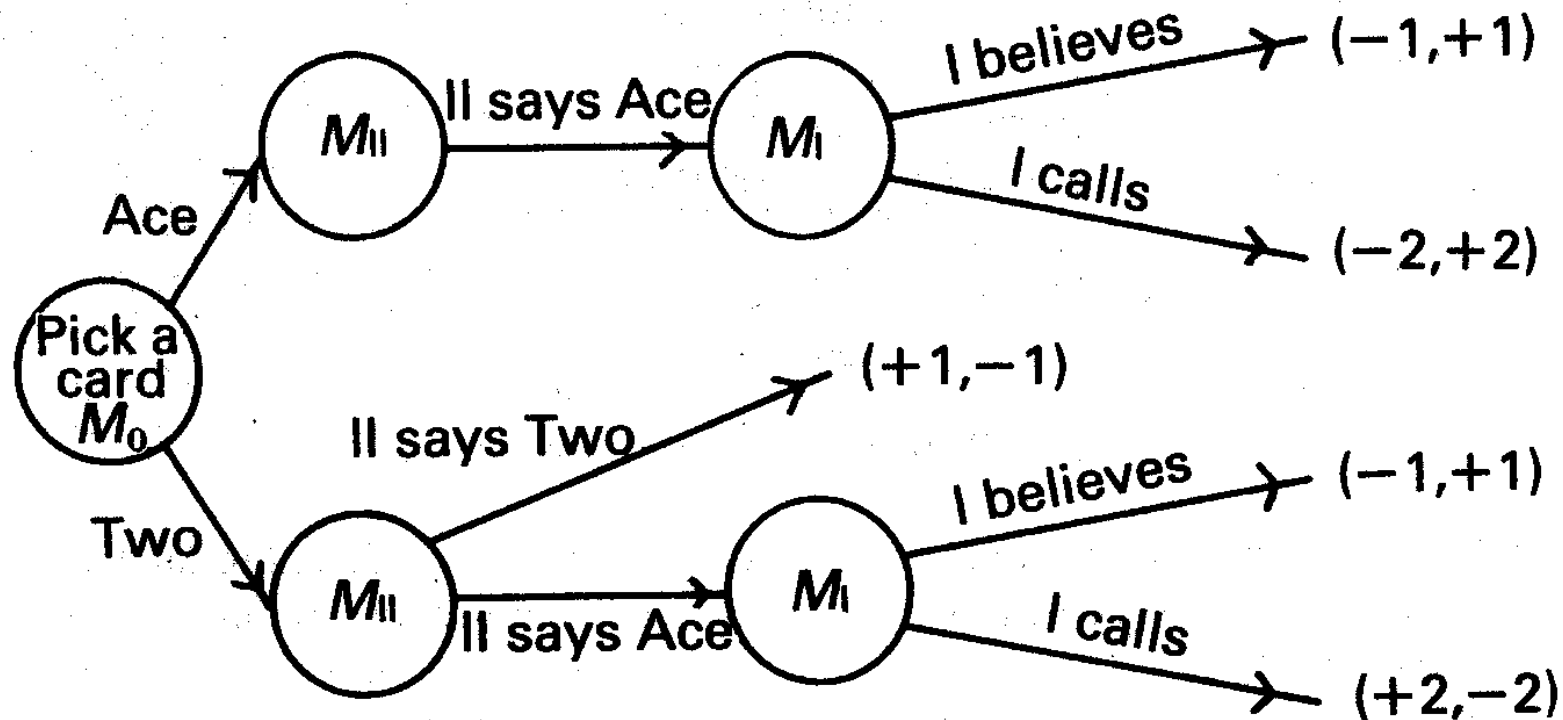 I believes
(−1,+1)
II says Ace
M_II
M_I
I calls
Ace
(−2,+2)
Pick a
card
M_0
(+1,−1)
II says Two
I believes
(−1,+1)
Two
M_II
M_I
II says Ace
I calls
(+2,−2)